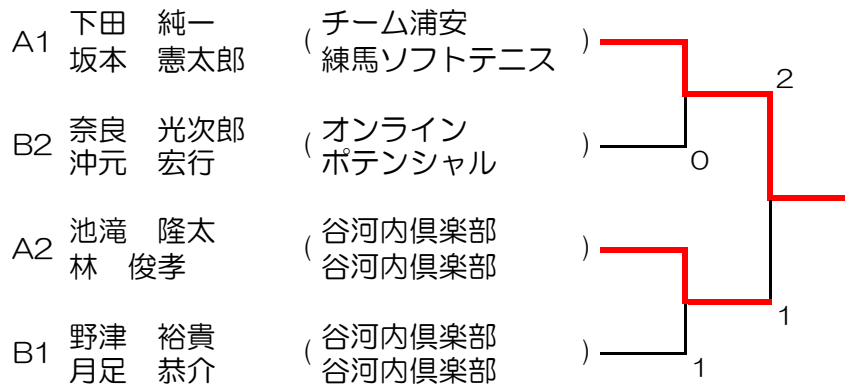 A1 下田　純一 ( チーム浦安 )
坂本　憲太郎 練馬ソフトテニス
2
B2 奈良　光次郎 ( オンライン )
沖元　宏行 ポテンシャル
0
A2 池滝　隆太 ( 谷河内倶楽部 )
林　俊孝 谷河内倶楽部
1
B1 野津　裕貴 ( 谷河内倶楽部 )
月足　恭介 谷河内倶楽部
1